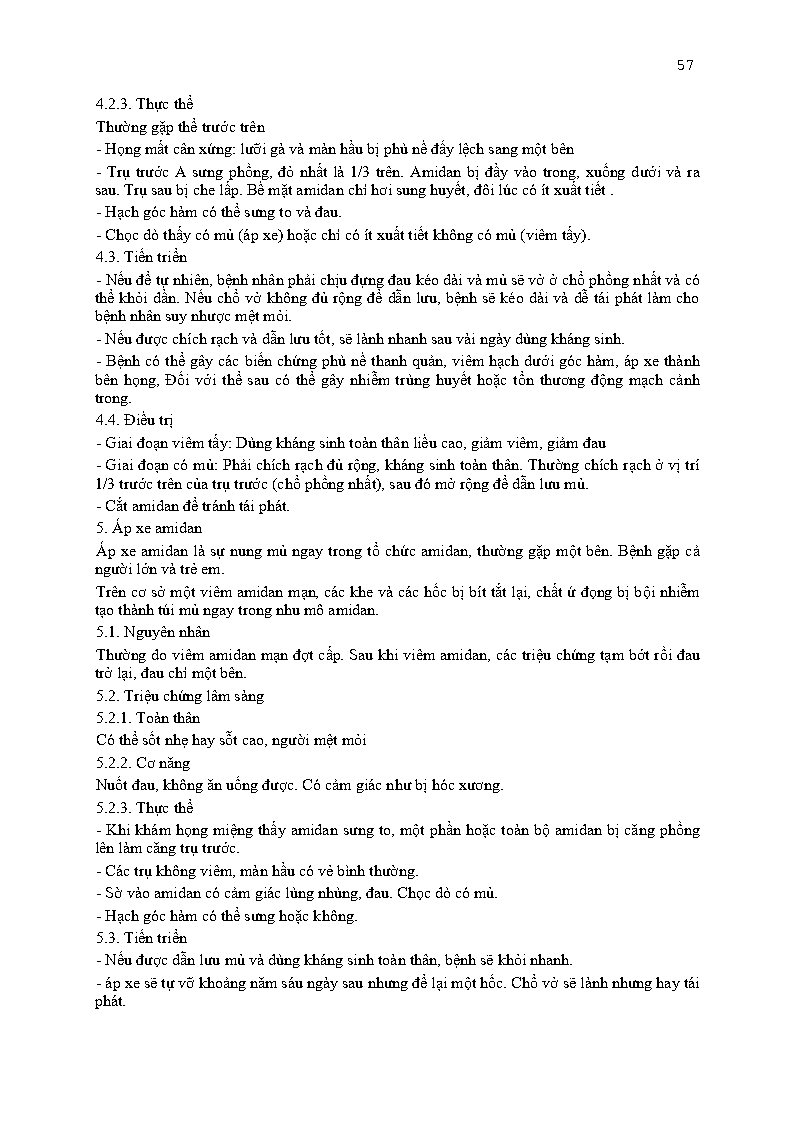 57
4.2.3. Thực thể
Thường gặp thể trước trên
- Họng mất cân xứng: lưỡi gà và màn hầu bị phù nề đẩy lệch sang một bên
- Trụ trước A sưng phồng, đỏ nhất là 1/3 trên. Amidan bị đẩy vào trong, xuống dưới và ra
sau. Trụ sau bị che lấp. Bề mặt amidan chỉ hơi sung huyết, đôi lúc có ít xuất tiết .
- Hạch góc hàm có thể sưng to và đau.
- Chọc dò thấy có mủ (áp xe) hoặc chỉ có ít xuất tiết không có mủ (viêm tấy).
4.3. Tiến triển
- Nếu để tự nhiên, bệnh nhân phải chịu đựng đau kéo dài và mủ sẽ vở ở chổ phồng nhất và có
thể khỏi dần. Nếu chổ vở không đủ rộng để dẫn lưu, bệnh sẽ kéo dài và dễ tái phát làm cho
bệnh nhân suy nhược mệt mỏi.
- Nếu được chích rạch và dẫn lưu tốt, sẽ lành nhanh sau vài ngày dùng kháng sinh.
- Bệnh có thể gây các biến chứng phù nề thanh quản, viêm hạch dưới góc hàm, áp xe thành
bên họng, Đối với thể sau có thể gây nhiễm trùng huyết hoặc tổn thương động mạch cảnh
trong.
4.4. Điều trị
- Giai đoạn viêm tấy: Dùng kháng sinh toàn thân liều cao, giảm viêm, giảm đau
- Giai đoạn có mủ: Phải chích rạch đủ rộng, kháng sinh toàn thân. Thường chích rạch ở vị trí
1/3 trước trên của trụ trước (chổ phồng nhất), sau đó mở rộng để dẫn lưu mủ.
- Cắt amidan để tránh tái phát.
5. Áp xe amidan
Áp xe amidan là sự nung mủ ngay trong tổ chức amidan, thường gặp một bên. Bệnh gặp cả
người lớn và trẻ em.
Trên cơ sở một viêm amidan mạn, các khe và các hốc bị bít tắt lại, chất ứ đọng bị bội nhiễm
tạo thành túi mủ ngay trong nhu mô amidan.
5.1. Nguyên nhân
Thường do viêm amidan mạn đợt cấp. Sau khi viêm amidan, các triệu chứng tạm bớt rồi đau
trở lại, đau chỉ một bên.
5.2. Triệu chứng lâm sàng
5.2.1. Toàn thân
Có thể sốt nhẹ hay sỗt cao, người mệt mỏi
5.2.2. Cơ năng
Nuốt đau, không ăn uống được. Có cảm giác như bị hóc xương.
5.2.3. Thực thể
- Khi khám họng miệng thấy amidan sưng to, một phần hoặc toàn bộ amidan bị căng phồng
lên làm căng trụ trước.
- Các trụ không viêm, màn hầu có vẻ bình thường.
- Sờ vào amidan có cảm giác lùng nhùng, đau. Chọc dò có mủ.
- Hạch góc hàm có thể sưng hoặc không.
5.3. Tiến triển
- Nếu được dẫn lưu mủ và dùng kháng sinh toàn thân, bệnh sẽ khỏi nhanh.
- áp xe sẽ tự vỡ khoảng năm sáu ngày sau nhưng để lại một hốc. Chổ vở sẽ lành nhưng hay tái
phát.